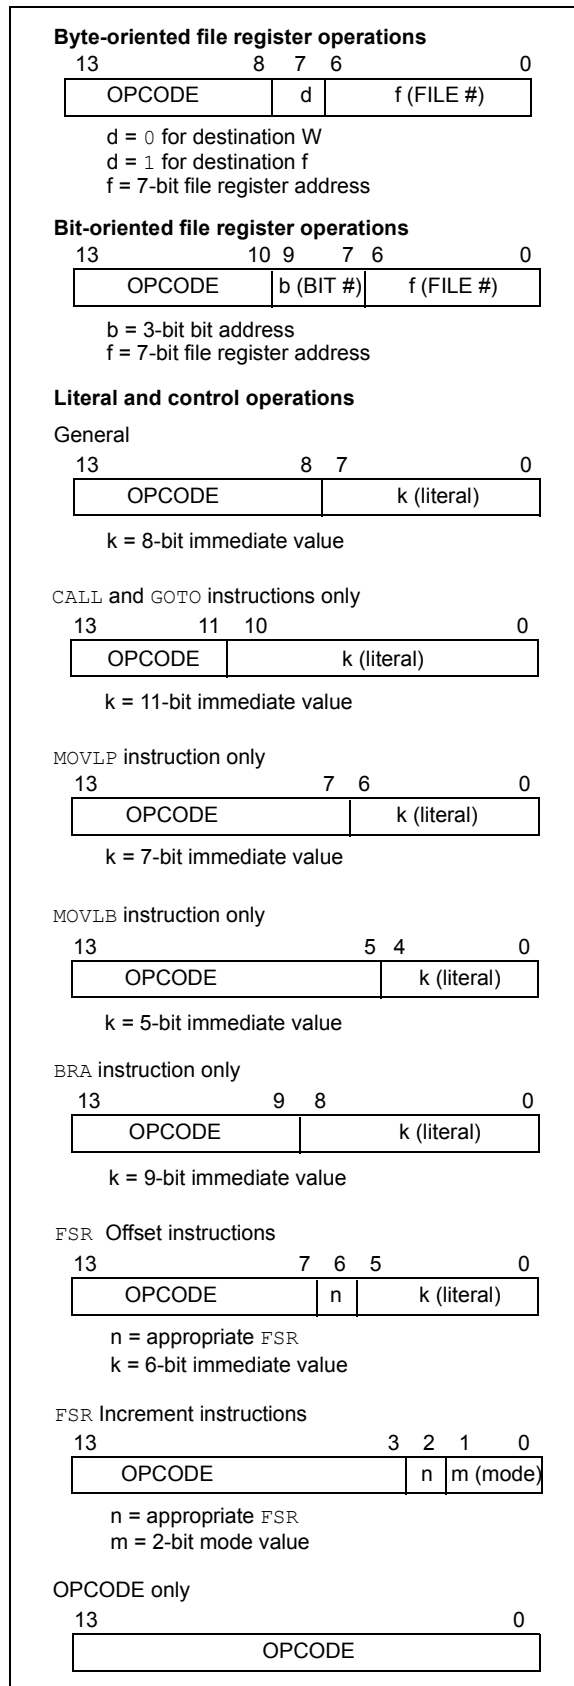 Byte-oriented file register operations
13 8 7 6 0
OPCODE d f (FILE #)
d = 0 for destination W
d = 1 for destination f
f = 7-bit file register address
Bit-oriented file register operations
13 10 9 7 6 0
OPCODE b (BIT #) f (FILE #)
b = 3-bit bit address
f = 7-bit file register address
Literal and control operations
General
13 8 7 0
OPCODE k (literal)
k = 8-bit immediate value
CALL and GOTO instructions only
13 11 10 0
OPCODE k (literal)
k = 11-bit immediate value
MOVLP instruction only
13 7 6 0
OPCODE k (literal)
k = 7-bit immediate value
MOVLB instruction only
13 5 4 0
OPCODE k (literal)
k = 5-bit immediate value
BRA instruction only
13 9 8 0
OPCODE k (literal)
k = 9-bit immediate value
FSR Offset instructions
13 7 6 5 0
OPCODE n k (literal)
n = appropriate FSR
k = 6-bit immediate value
FSR Increment instructions
13 3 2 1 0
OPCODE n m (mode)
n = appropriate FSR
m = 2-bit mode value
OPCODE only
13 0
OPCODE